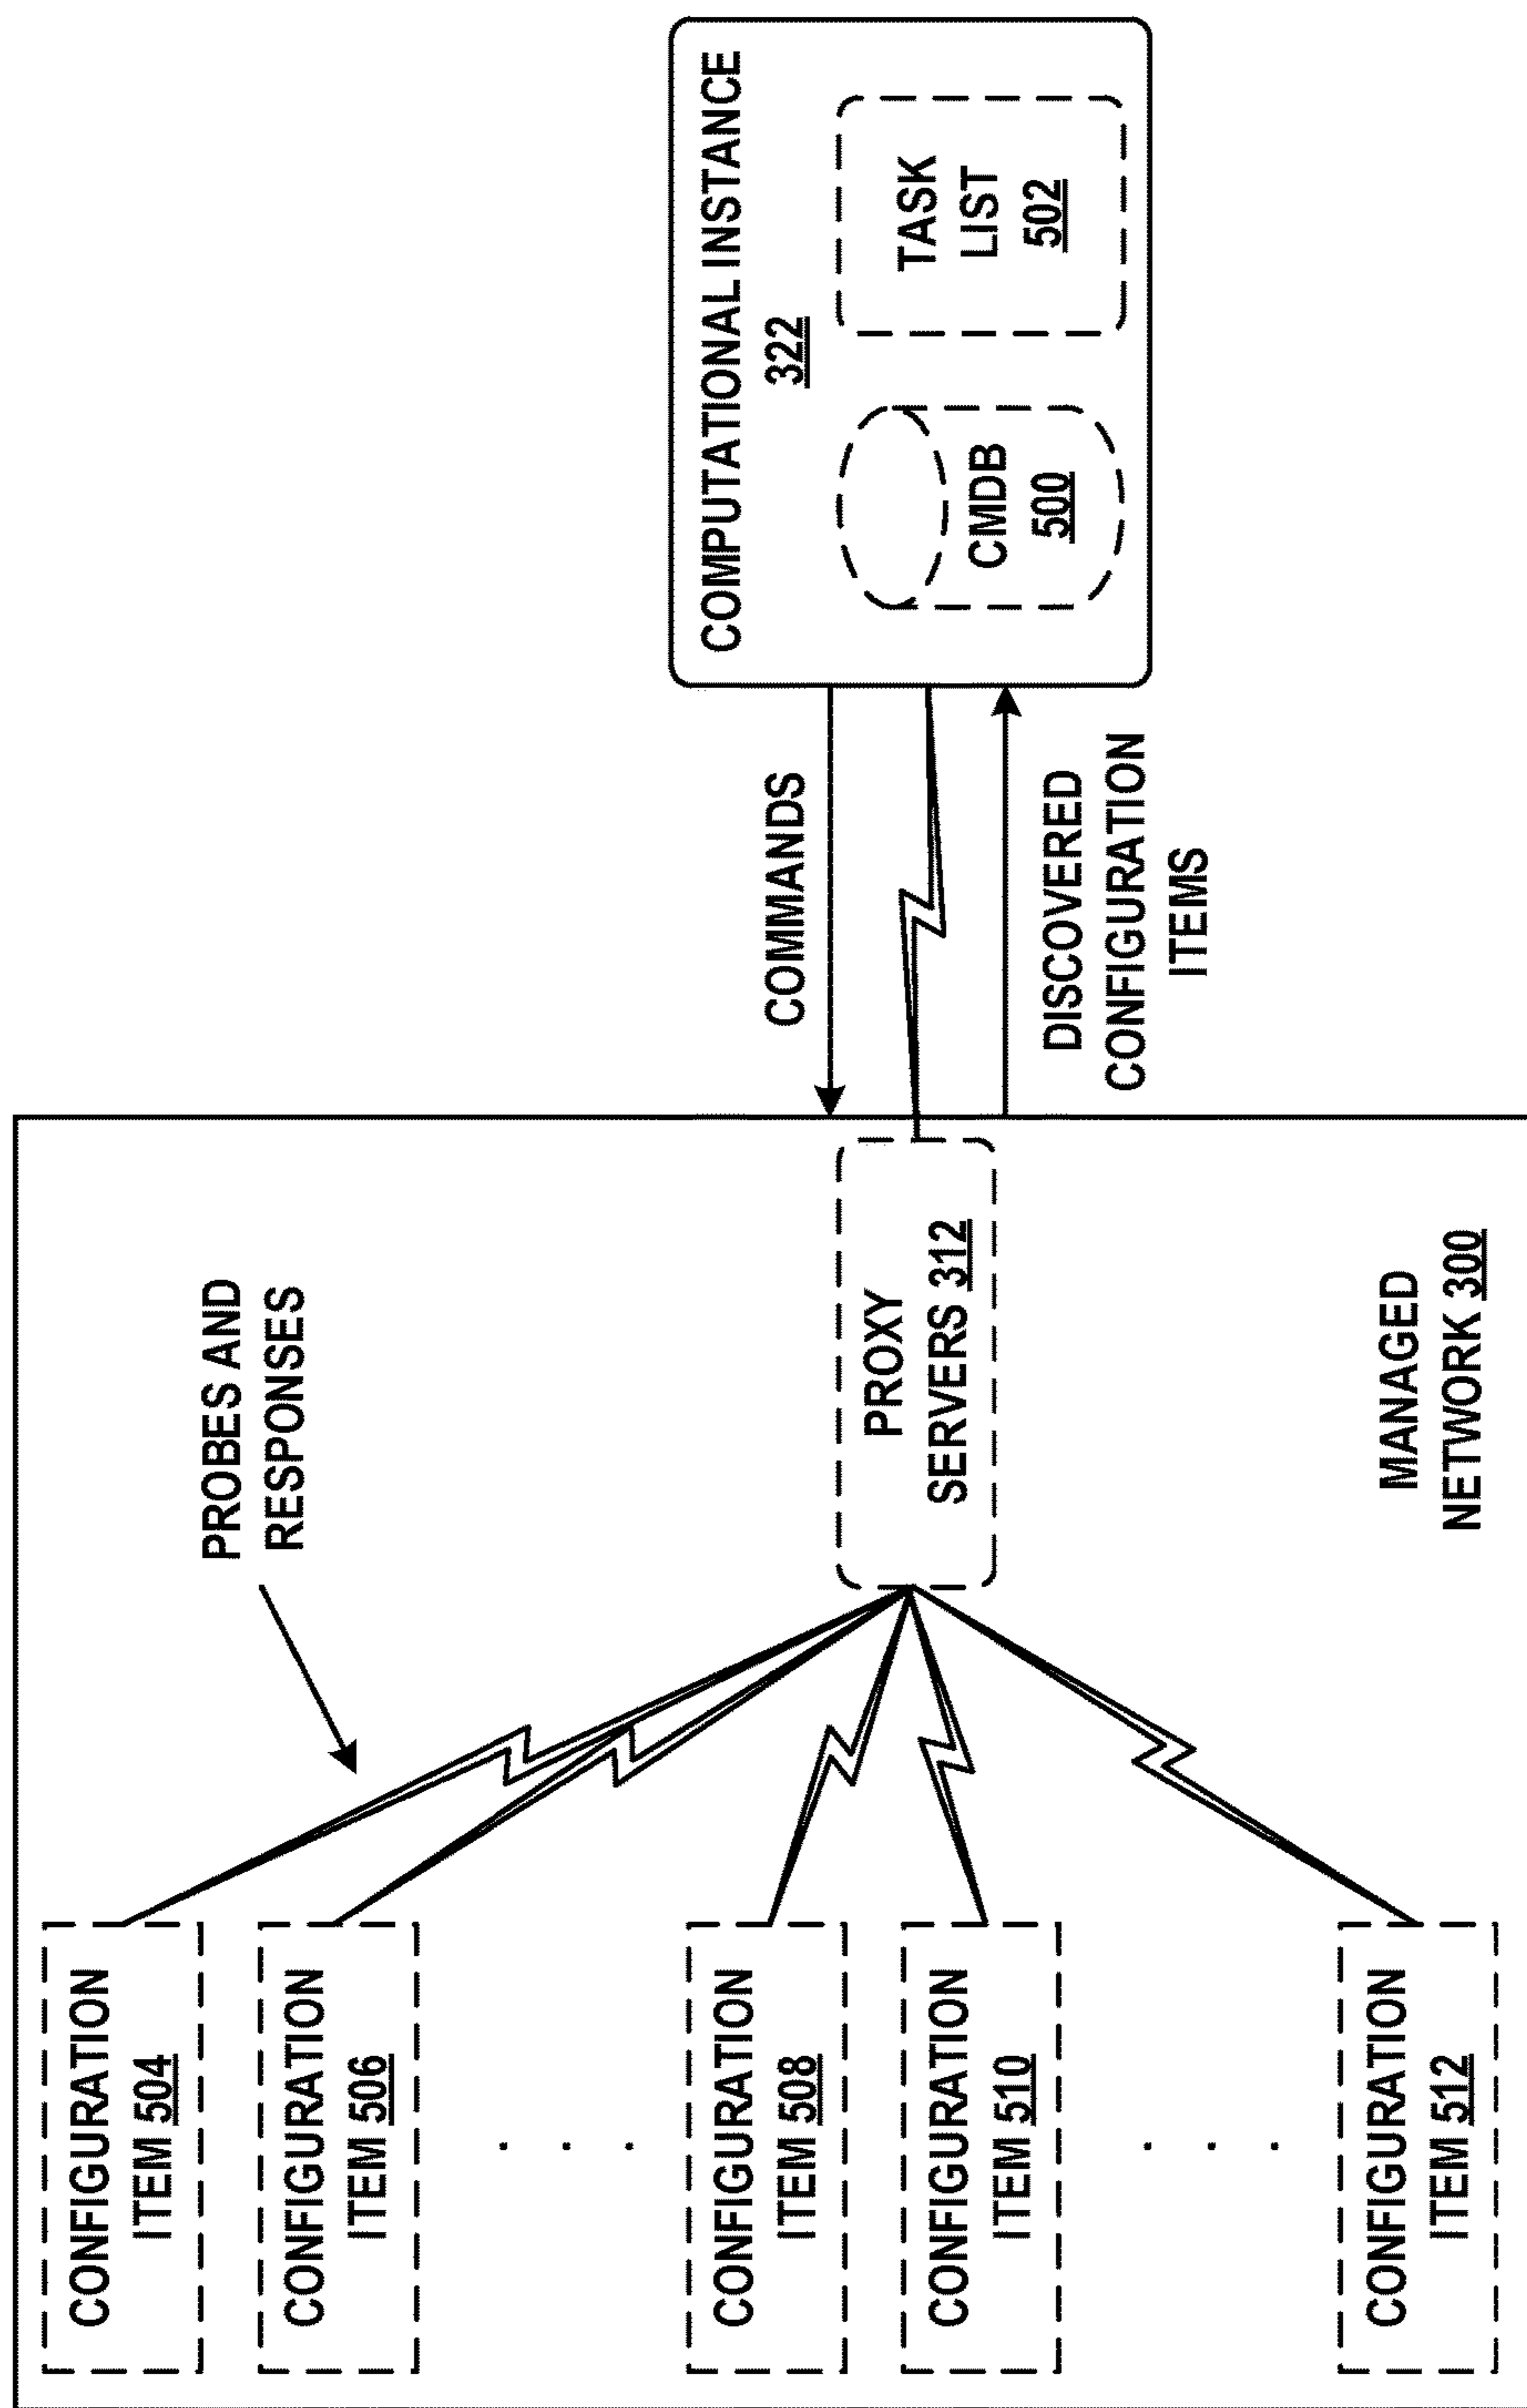 COMPUTATIONAL INSTANCE
322
CMDB
500
TASK
LIST
502
COMMANDS
DISCOVERED
CONFIGURATION
ITEMS
PROBES AND
RESPONSES
PROXY
SERVERS 312
MANAGED
NETWORK 300
CONFIGURATION
ITEM 504
CONFIGURATION
ITEM 506
. . .
CONFIGURATION
ITEM 508
CONFIGURATION
ITEM 510
. . .
CONFIGURATION
ITEM 512